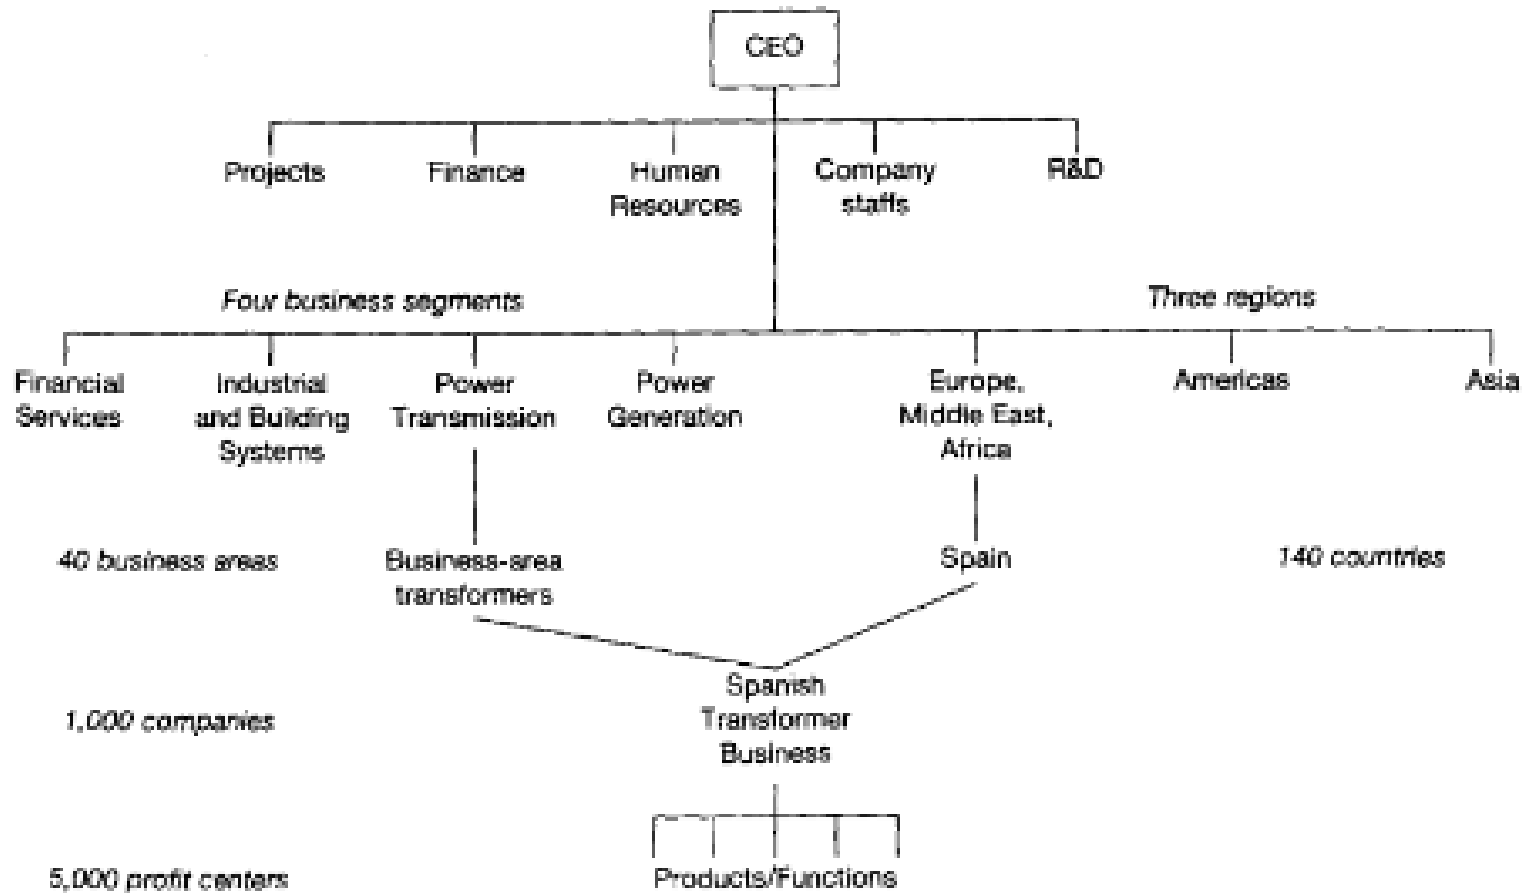 CEO
Projects
Finance
Human
Resources
Company
staffs
R&D
Four business segments
Three regions
Financial
Services
Industrial
and Building
Systems
Power
Transmission
Power
Generation
Europe,
Middle East,
Africa
Americas
Asia
40 business areas
Business-area
transformers
Spain
140 countries
1,000 companies
Spanish
Transformer
Business
5,000 profit centers
Products/Functions